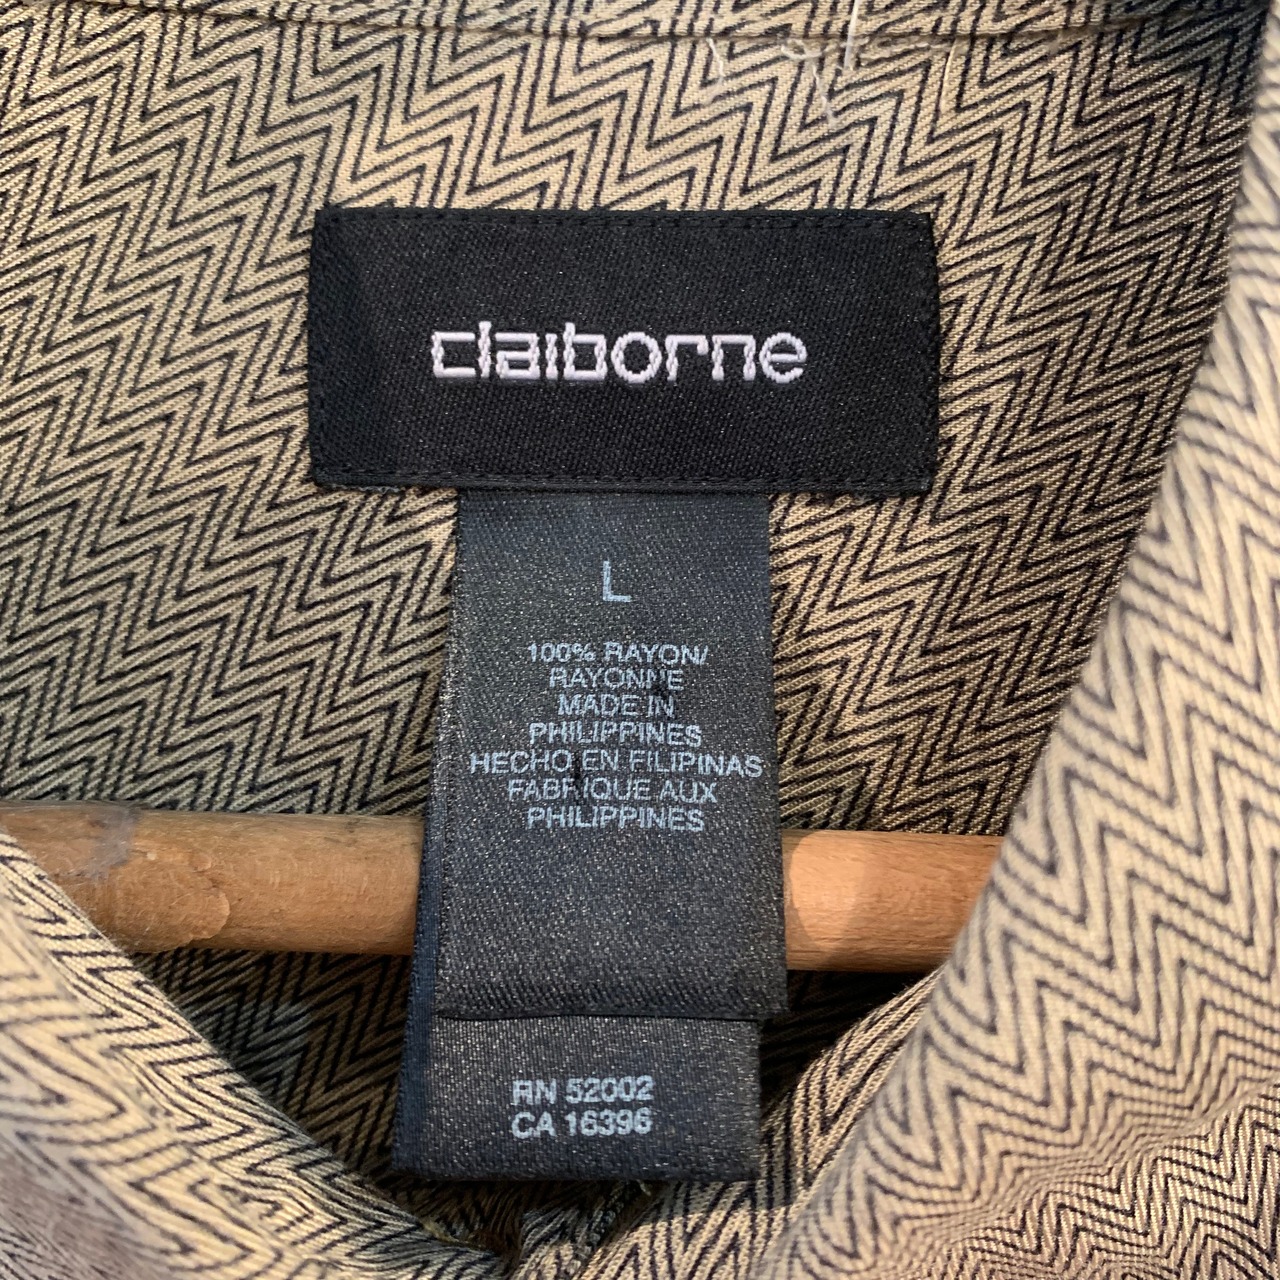 claiborne
L
100% RAYON/
RAYONNE
MADE IN
PHILIPPINES
HECHO EN FILIPINAS
FABRIQUE AUX
PHILIPPINES
RN 52002
CA 16396